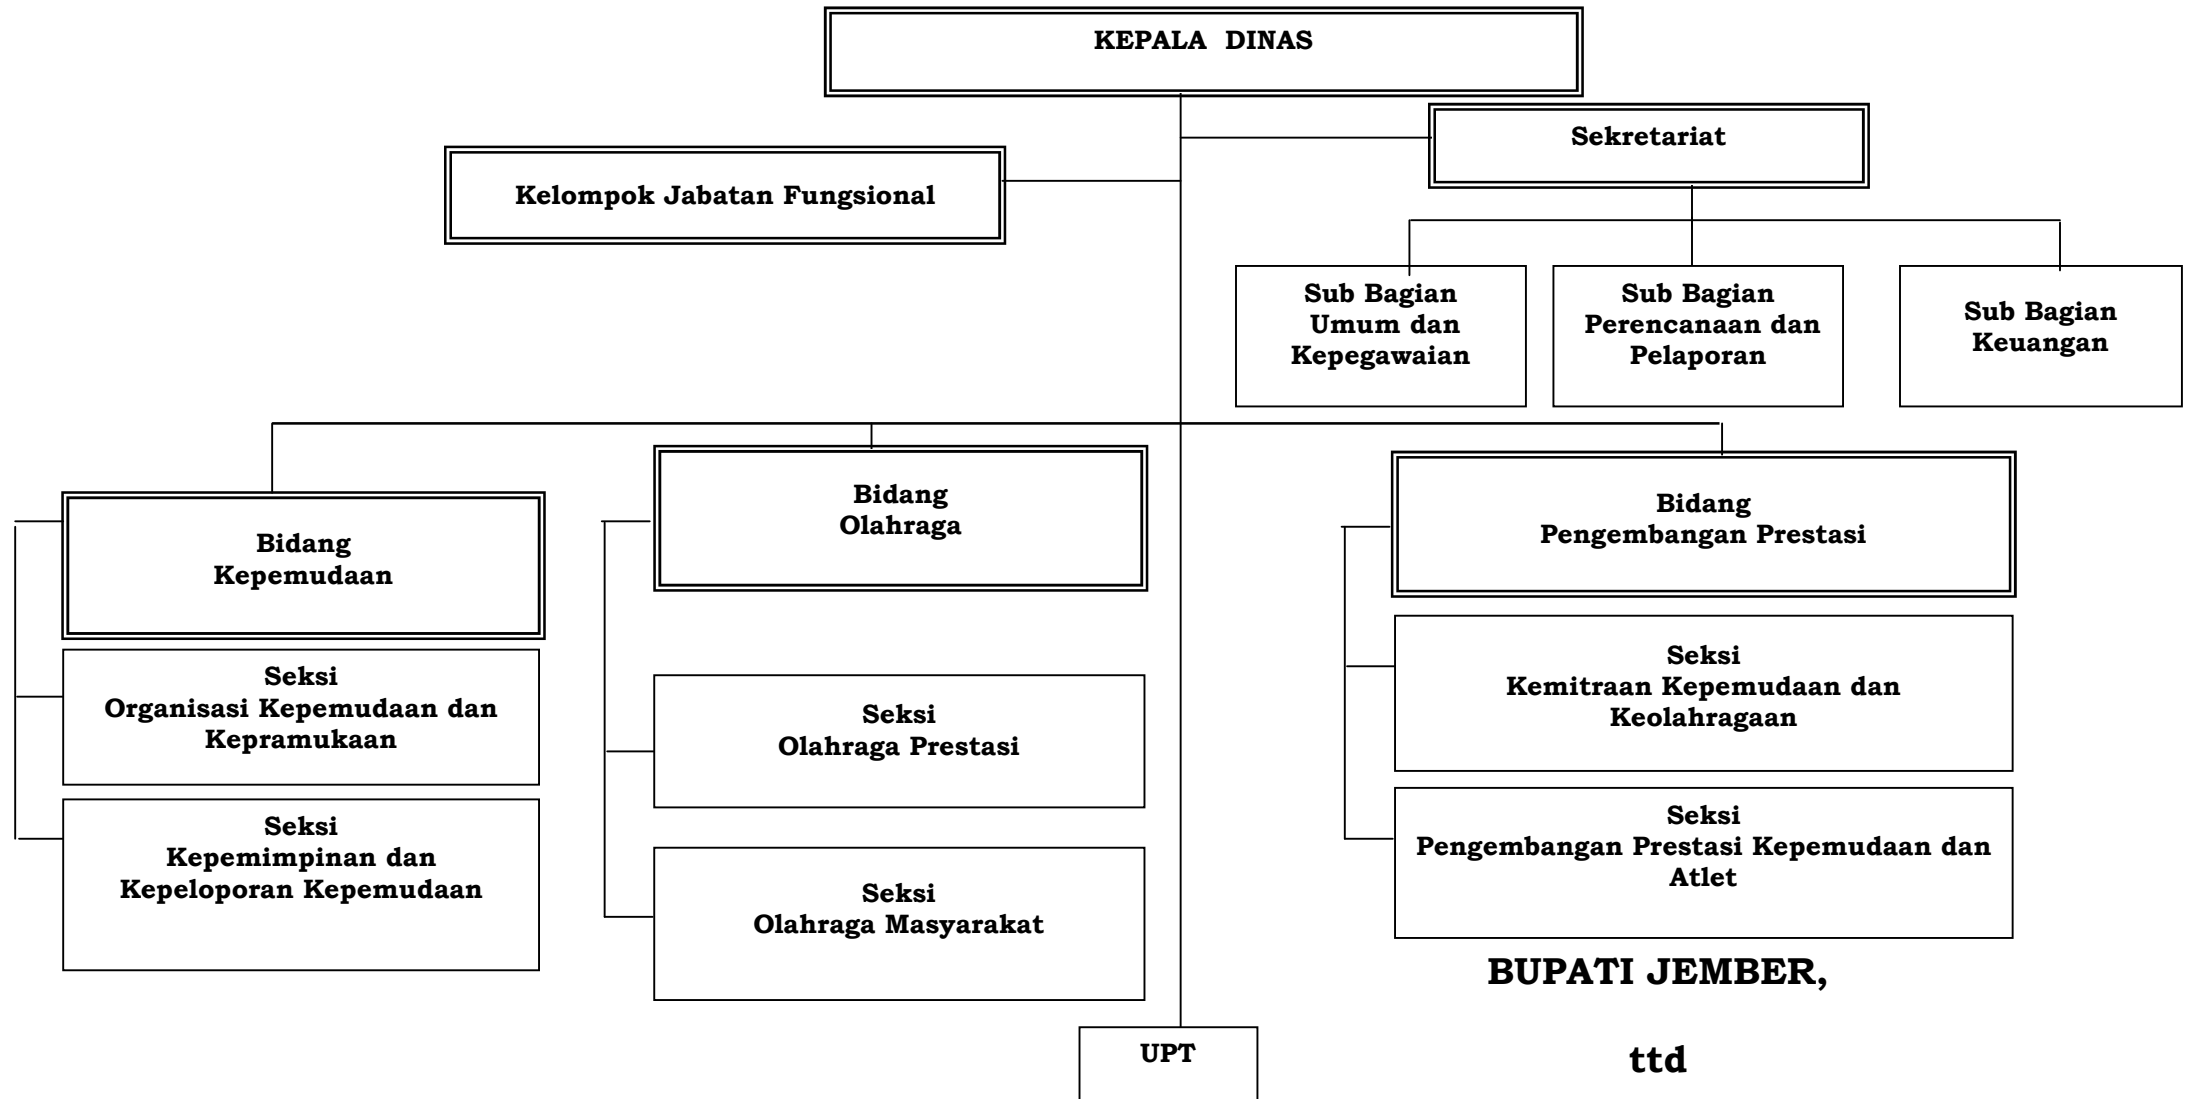 KEPALA DINAS
Sekretariat
Kelompok Jabatan Fungsional
Sub Bagian
Umum dan
Kepegawaian
Sub Bagian
Perencanaan dan
Pelaporan
Sub Bagian
Keuangan
Bidang
Kepemudaan
Seksi
Organisasi Kepemudaan dan
Kepramukaan
Seksi
Kepemimpinan dan
Kepeloporan Kepemudaan
Bidang
Olahraga
Seksi
Olahraga Prestasi
Seksi
Olahraga Masyarakat
Bidang
Pengembangan Prestasi
Seksi
Kemitraan Kepemudaan dan
Keolahragaan
Seksi
Pengembangan Prestasi Kepemudaan dan
Atlet
UPT
BUPATI JEMBER,
ttd